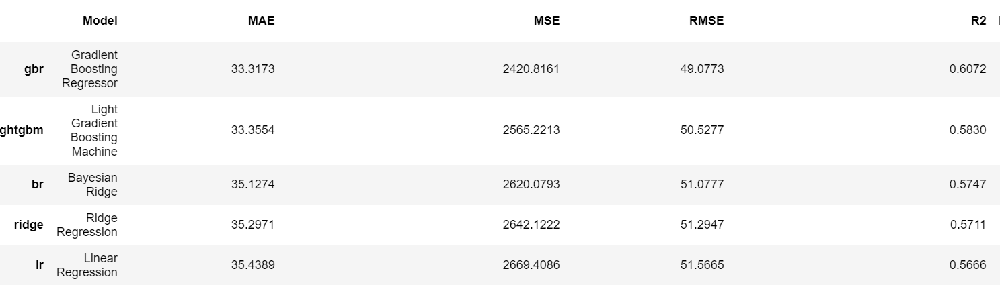 Model MAE MSE RMSE R2
gbr Gradient Boosting Regressor 33.3173 2420.8161 49.0773 0.6072
ghtgbm Light Gradient Boosting Machine 33.3554 2565.2213 50.5277 0.5830
br Bayesian Ridge 35.1274 2620.0793 51.0777 0.5747
ridge Ridge Regression 35.2971 2642.1222 51.2947 0.5711
lr Linear Regression 35.4389 2669.4086 51.5665 0.5666